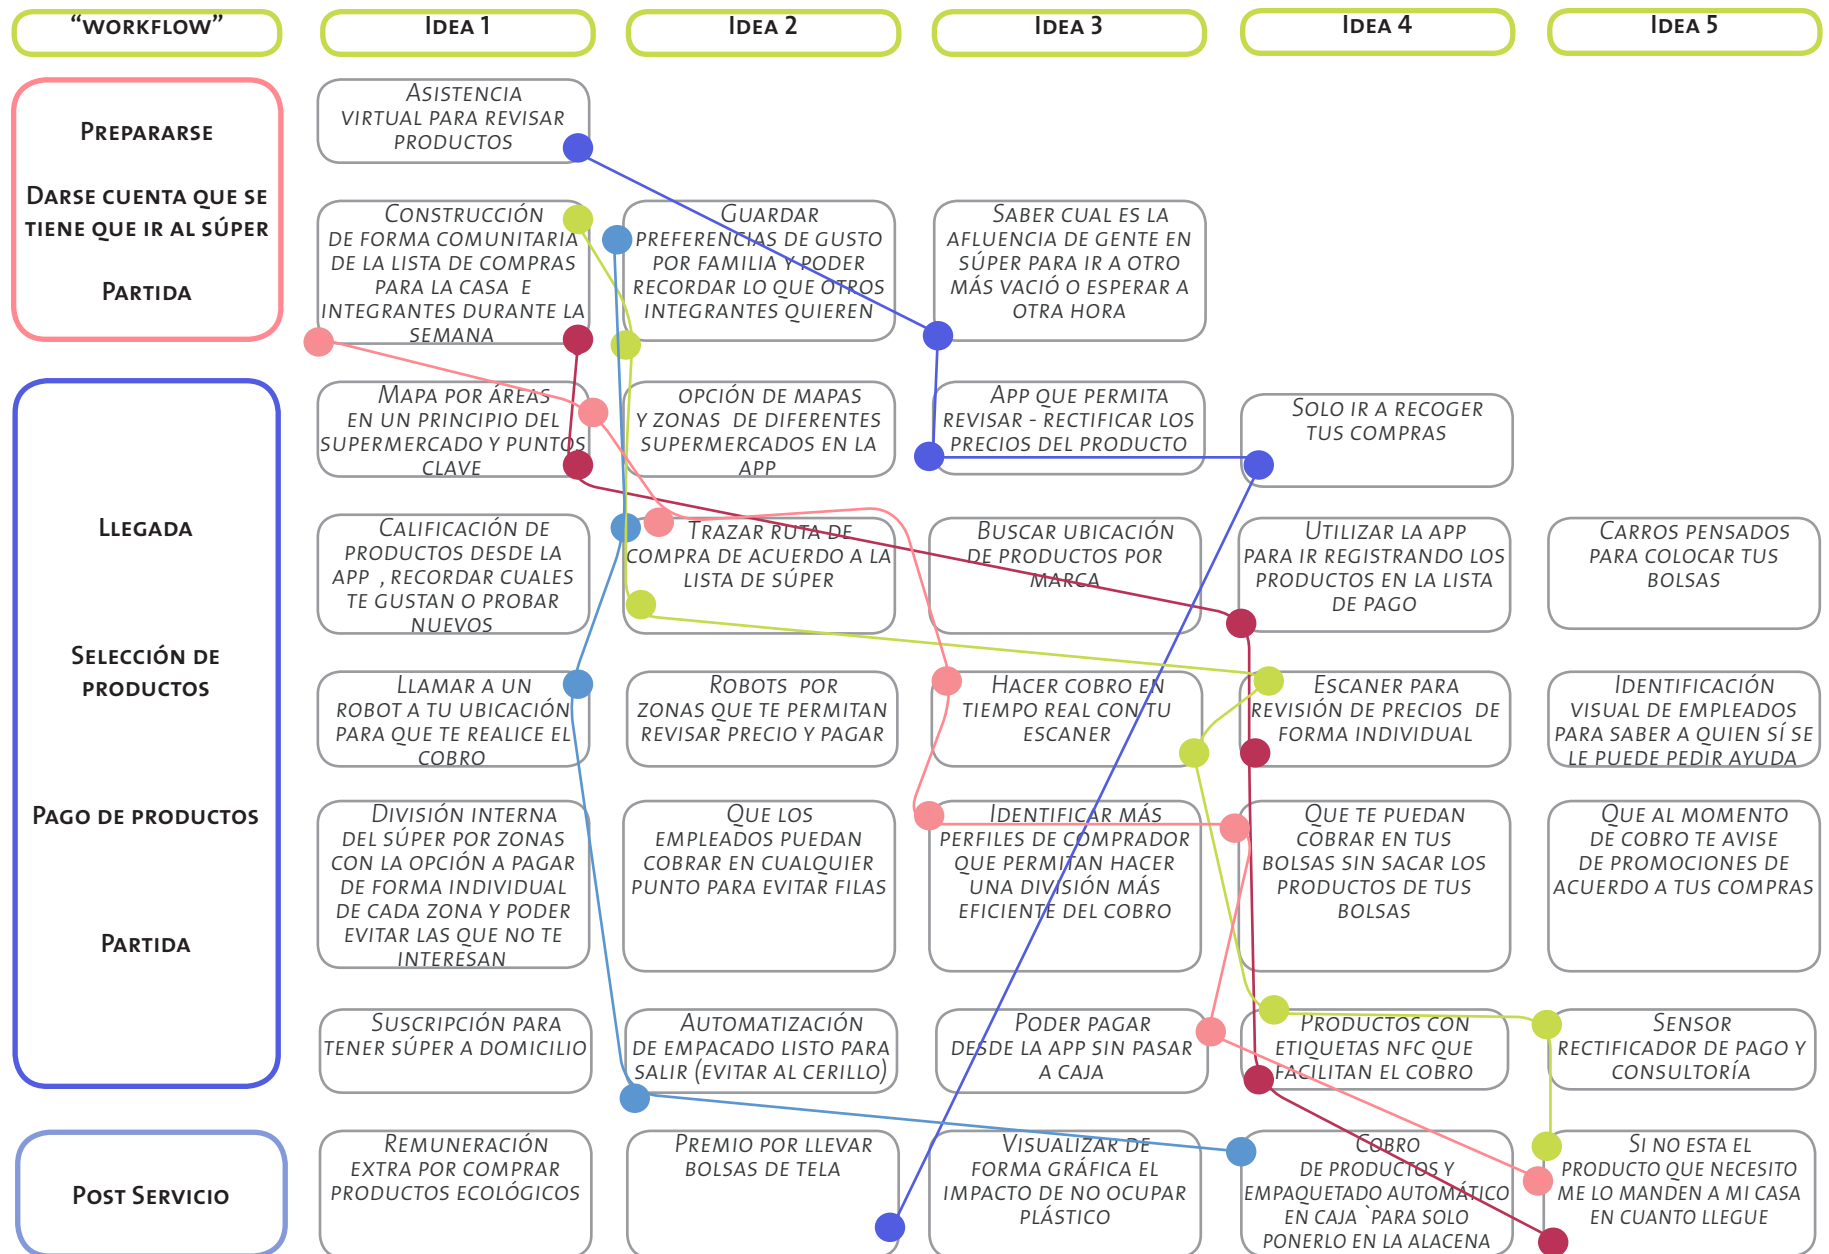 “WORKFLOW”
IDEA 1
IDEA 2
IDEA 3
IDEA 4
IDEA 5
PREPARARSE
DARSE CUENTA QUE SE
TIENE QUE IR AL SÚPER
PARTIDA
ASISTENCIA
VIRTUAL PARA REVISAR
PRODUCTOS
CONSTRUCCIÓN
DE FORMA COMUNITARIA
DE LA LISTA DE COMPRAS
PARA LA CASA E
INTEGRANTES DURANTE LA
SEMANA
GUARDAR
PREFERENCIAS DE GUSTO
POR FAMILIA Y PODER
RECORDAR LO QUE OTROS
INTEGRANTES QUIEREN
SABER CUAL ES LA
AFLUENCIA DE GENTE EN
SÚPER PARA IR A OTRO
MÁS VACIÓ O ESPERAR A
OTRA HORA
LLEGADA
SELECCIÓN DE
PRODUCTOS
PAGO DE PRODUCTOS
PARTIDA
MAPA POR ÁREAS
EN UN PRINCIPIO DEL
SUPERMERCADO Y PUNTOS
CLAVE
OPCIÓN DE MAPAS
Y ZONAS DE DIFERENTES
SUPERMERCADOS EN LA
APP
APP QUE PERMITA
REVISAR - RECTIFICAR LOS
PRECIOS DEL PRODUCTO
SOLO IR A RECOGER
TUS COMPRAS
CALIFICACIÓN DE
PRODUCTOS DESDE LA
APP , RECORDAR CUALES
TE GUSTAN O PROBAR
NUEVOS
TRAZAR RUTA DE
COMPRA DE ACUERDO A LA
LISTA DE SÚPER
BUSCAR UBICACIÓN
DE PRODUCTOS POR
MARCA
UTILIZAR LA APP
PARA IR REGISTRANDO LOS
PRODUCTOS EN LA LISTA
DE PAGO
CARROS PENSADOS
PARA COLOCAR TUS
BOLSAS
LLAMAR A UN
ROBOT A TU UBICACIÓN
PARA QUE TE REALICE EL
COBRO
ROBOTS POR
ZONAS QUE TE PERMITAN
REVISAR PRECIO Y PAGAR
HACER COBRO EN
TIEMPO REAL CON TU
ESCANER
ESCANER PARA
REVISIÓN DE PRECIOS DE
FORMA INDIVIDUAL
IDENTIFICACIÓN
VISUAL DE EMPLEADOS
PARA SABER A QUIEN SÍ SE
LE PUEDE PEDIR AYUDA
DIVISIÓN INTERNA
DEL SÚPER POR ZONAS
CON LA OPCIÓN A PAGAR
DE FORMA INDIVIDUAL
DE CADA ZONA Y PODER
EVITAR LAS QUE NO TE
INTERESAN
QUE LOS
EMPLEADOS PUEDAN
COBRAR EN CUALQUIER
PUNTO PARA EVITAR FILAS
IDENTIFICAR MÁS
PERFILES DE COMPRADOR
QUE PERMITAN HACER
UNA DIVISIÓN MÁS
EFICIENTE DEL COBRO
QUE TE PUEDAN
COBRAR EN TUS
BOLSAS SIN SACAR LOS
PRODUCTOS DE TUS
BOLSAS
QUE AL MOMENTO
DE COBRO TE AVISE
DE PROMOCIONES DE
ACUERDO A TUS COMPRAS
SUSCRIPCIÓN PARA
TENER SÚPER A DOMICILIO
AUTOMATIZACIÓN
DE EMPACADO LISTO PARA
SALIR (EVITAR AL CERILLO)
PODER PAGAR
DESDE LA APP SIN PASAR
A CAJA
PRODUCTOS CON
ETIQUETAS NFC QUE
FACILITAN EL COBRO
SENSOR
RECTIFICADOR DE PAGO Y
CONSULTORÍA
POST SERVICIO
REMUNERACIÓN
EXTRA POR COMPRAR
PRODUCTOS ECOLÓGICOS
PREMIO POR LLEVAR
BOLSAS DE TELA
VISUALIZAR DE
FORMA GRÁFICA EL
IMPACTO DE NO OCUPAR
PLÁSTICO
COBRO
DE PRODUCTOS Y
EMPAQUETADO AUTOMÁTICO
EN CAJA `PARA SOLO
PONERLO EN LA ALACENA
SI NO ESTA EL
PRODUCTO QUE NECESITO
ME LO MANDEN A MI CASA
EN CUANTO LLEGUE